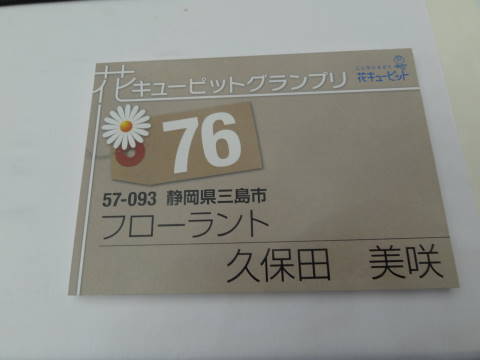 花キューピットグランプリ
花キューピット
76
57-093 静岡県三島市
フローラント
久保田 美咲